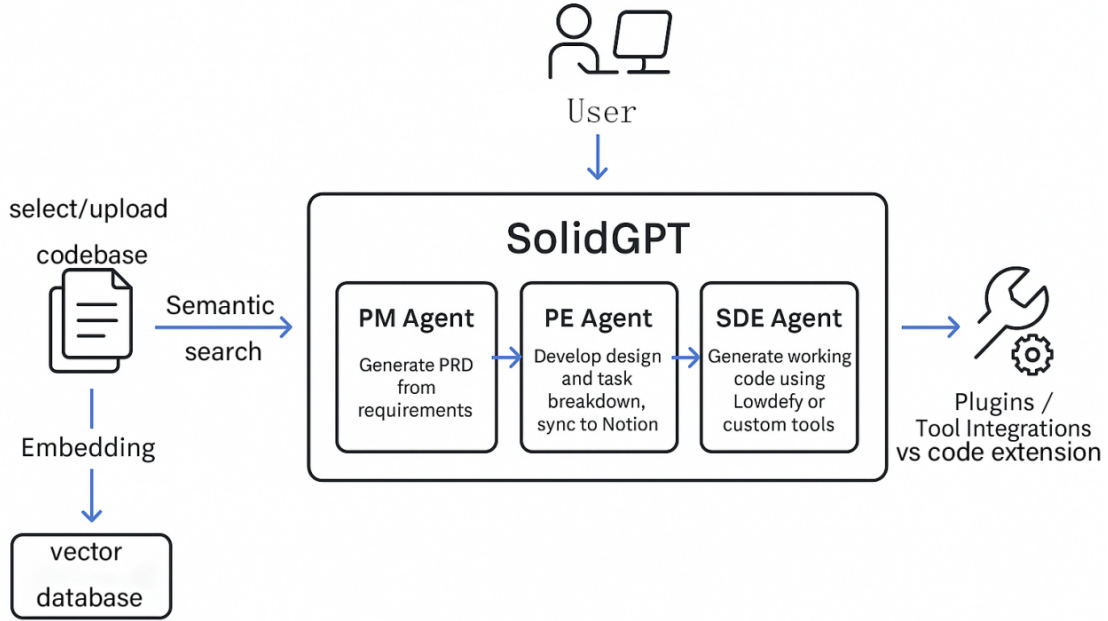 User
select/upload
codebase
Semantic
search
Embedding
vector
database
SolidGPT
PM Agent
Generate PRD
from
requirements
PE Agent
Develop design
and task
breakdown,
sync to Notion
SDE Agent
Generate working
code using
Lowdefy or
custom tools
Plugins /
Tool Integrations
vs code extension